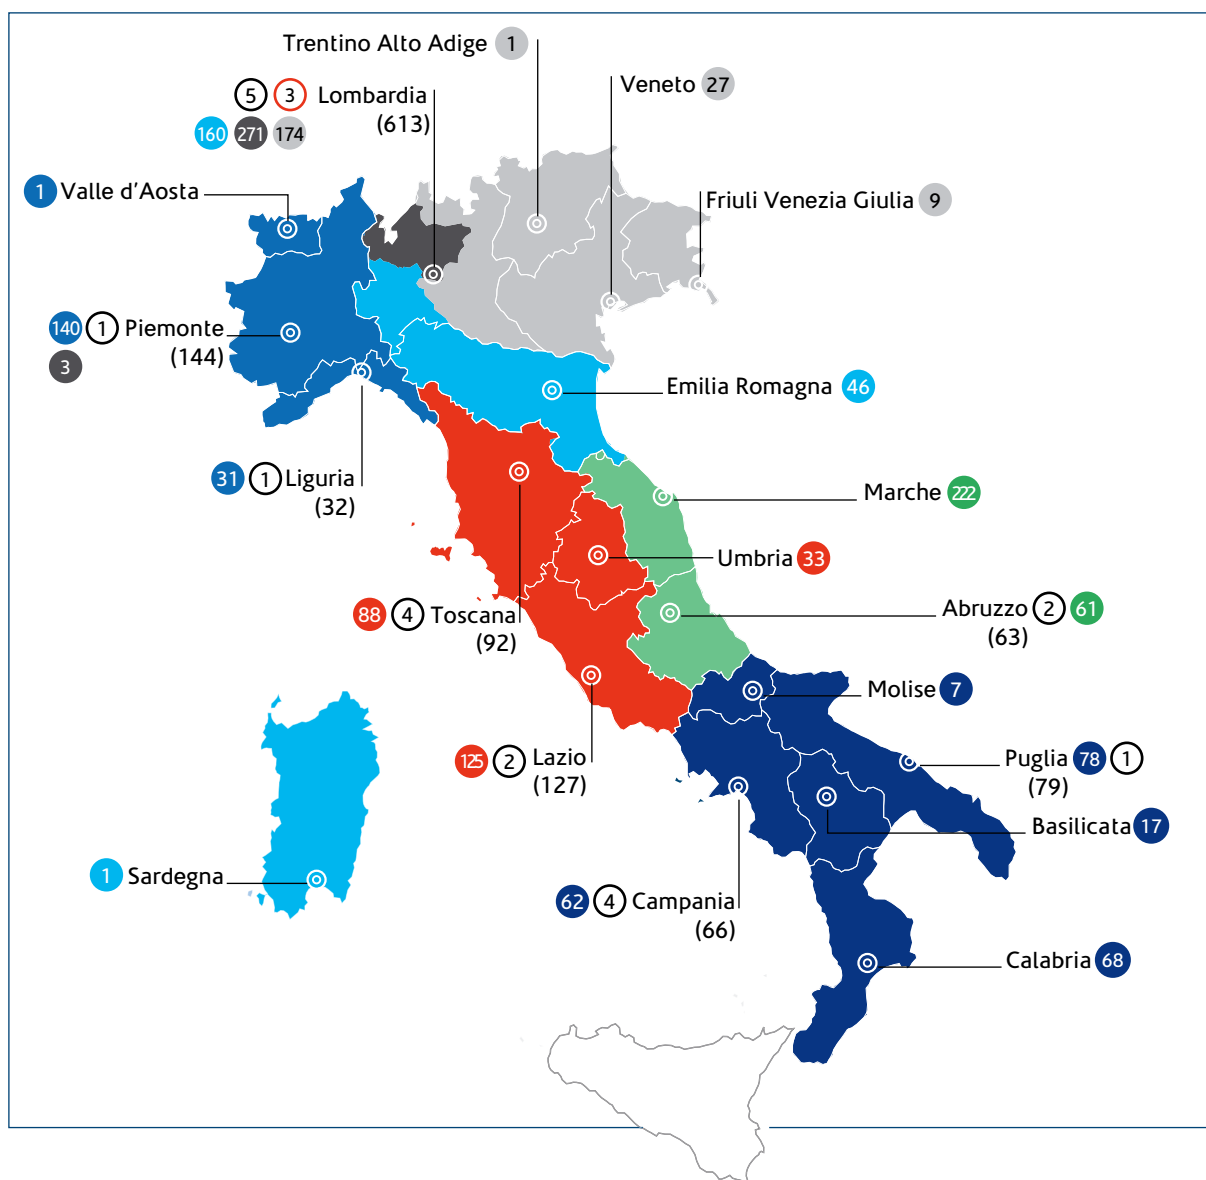 Trentino Alto Adige 1
Veneto 27
5 3 Lombardia
(613)
160 271 174
1 Valle d'Aosta
Friuli Venezia Giulia 9
140 1 Piemonte
(144)
3
Emilia Romagna 46
31 1 Liguria
(32)
Marche 222
Umbria 33
88 4 Toscana
(92)
Abruzzo 2 61
(63)
Molise 7
125 2 Lazio
(127)
Puglia 78 1
(79)
Basilicata 17
1 Sardegna
62 4 Campania
(66)
Calabria 68